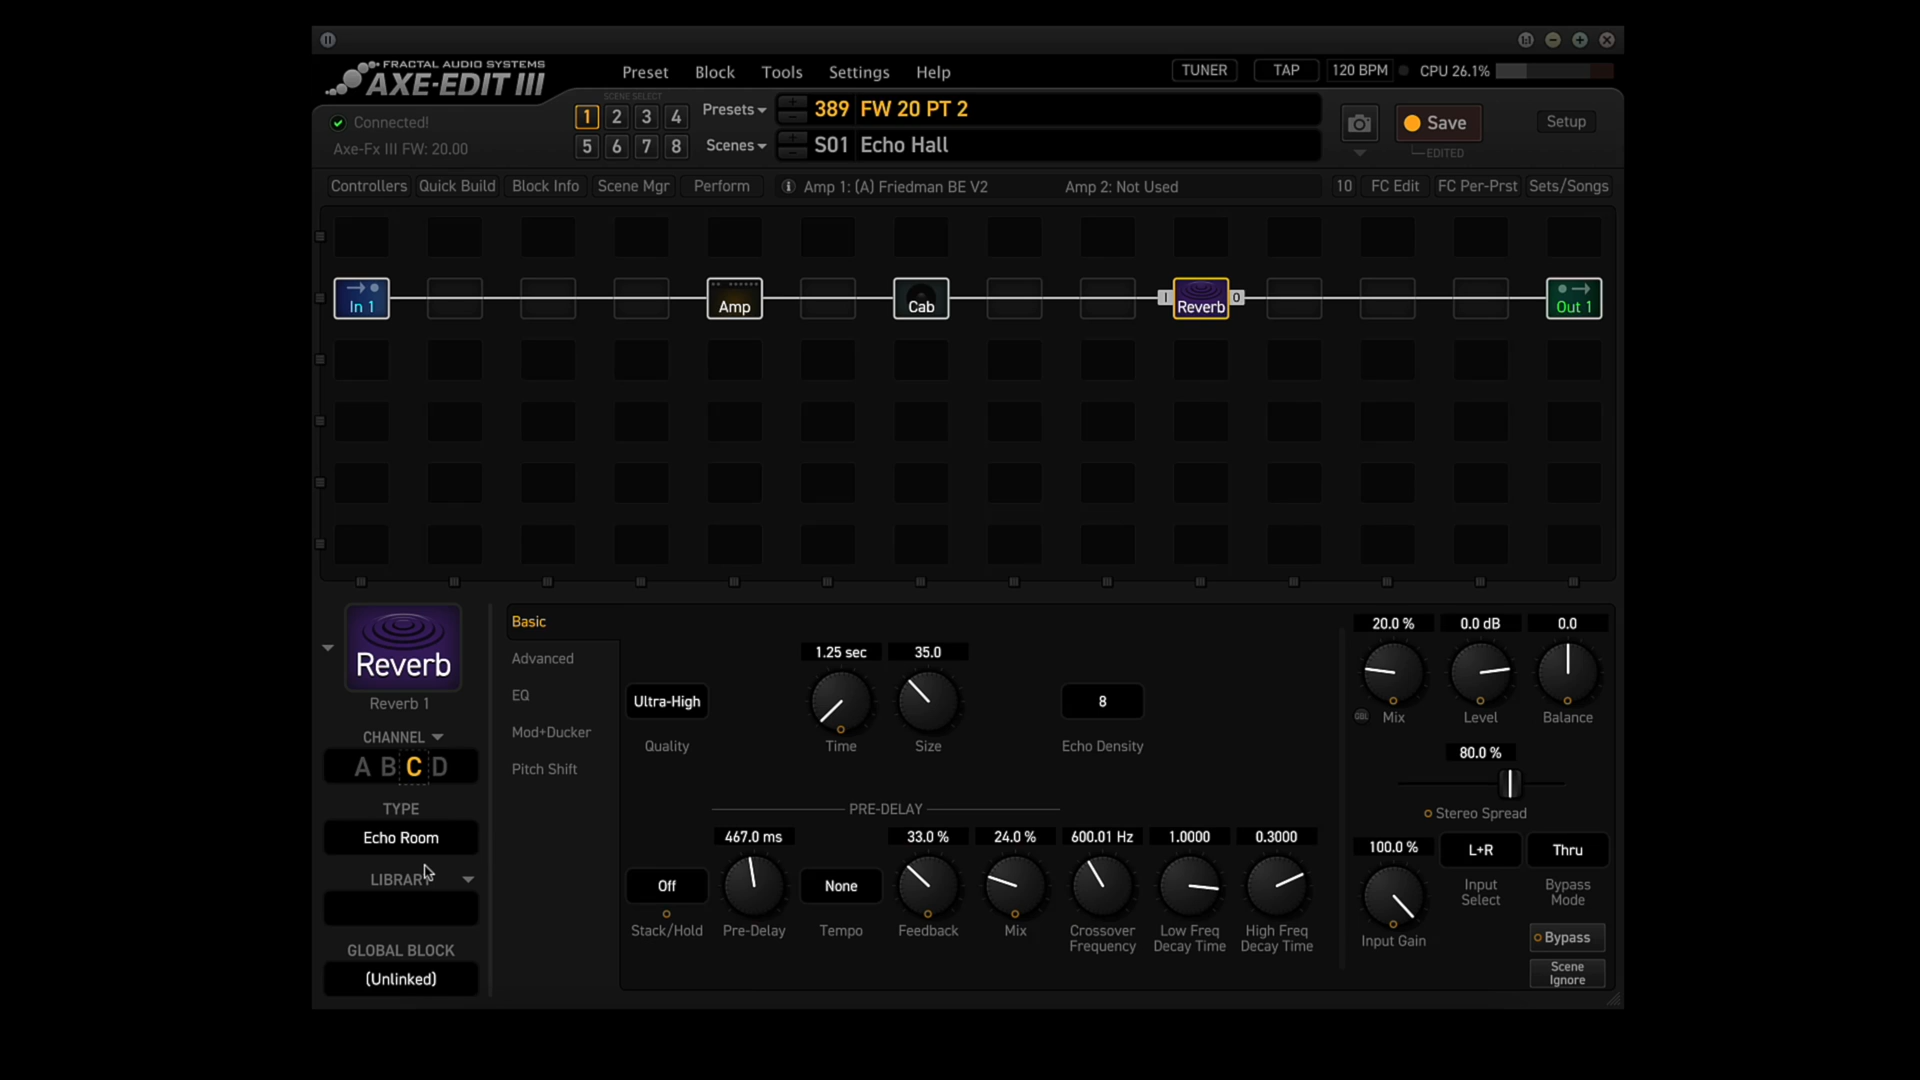 FRACTAL AUDIO SYSTEMS
AXE-EDIT III
Preset Block Tools Settings Help
TUNER TAP 120 BPM CPU 26.1%
SCENE SELECT
1 2 3 4
5 6 7 8
Presets 389 FW 20 PT 2
Scenes S01 Echo Hall
Save
EDITED
Setup
Connected!
Axe-Fx III FW: 20.00
Controllers Quick Build Block Info Scene Mgr Perform Amp 1: (A) Friedman BE V2 Amp 2: Not Used 10 FC Edit FC Per-Prst Sets/Songs
In 1 Amp Cab I Reverb O Out 1
Reverb
Reverb 1
CHANNEL
A B C D
TYPE
Echo Room
LIBRARY
GLOBAL BLOCK
(Unlinked)
Basic
Advanced
EQ
Mod+Ducker
Pitch Shift
1.25 sec 35.0
Ultra-High 8
Quality Time Size Echo Density
PRE-DELAY
467.0 ms 33.0 % 24.0 % 600.01 Hz 1.0000 0.3000
Off None
Stack/Hold Pre-Delay Tempo Feedback Mix Crossover Frequency Low Freq Decay Time High Freq Decay Time
20.0 % 0.0 dB 0.0
GBL Mix Level Balance
80.0 %
Stereo Spread
100.0 % L+R Thru
Input Gain Input Select Bypass Mode
Bypass
Scene
Ignore